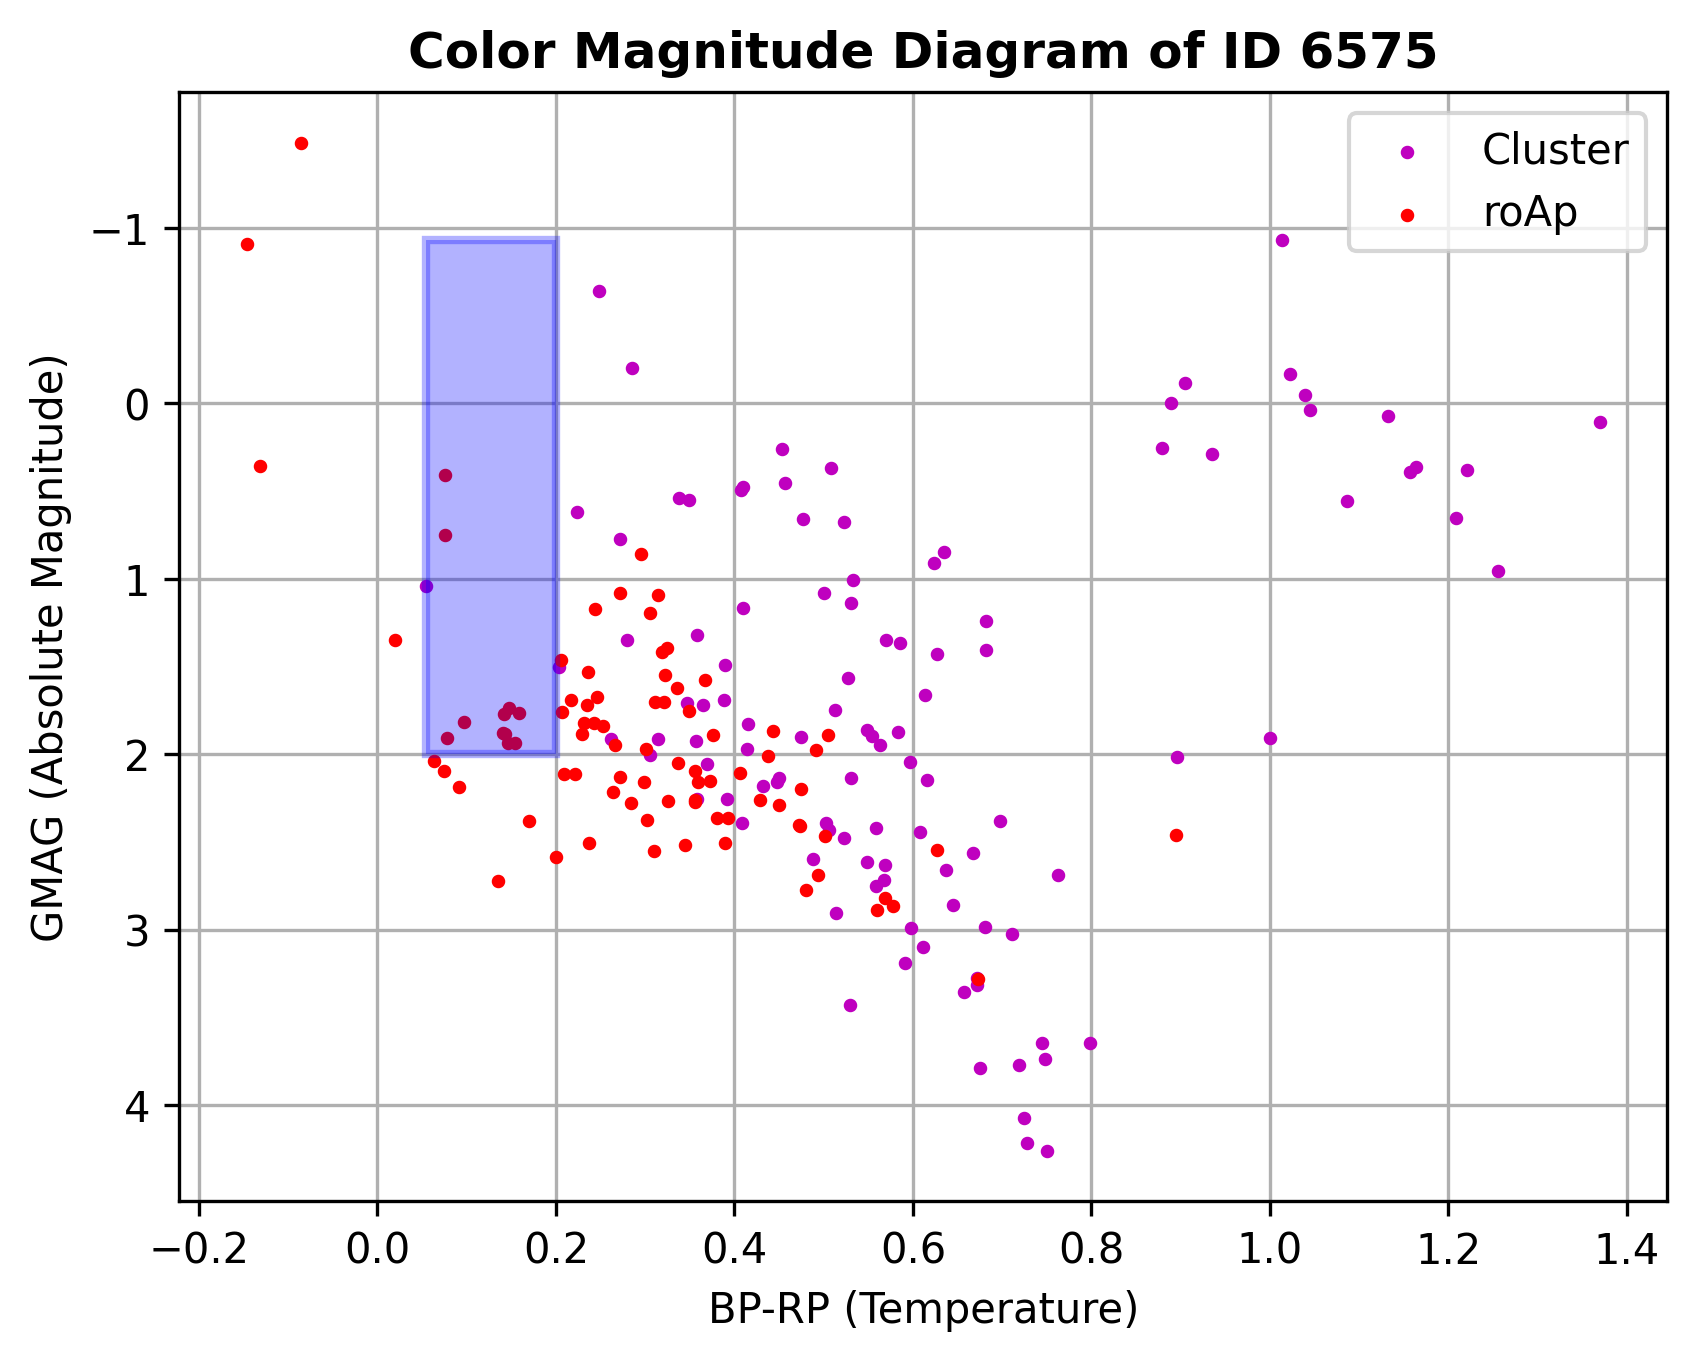 Color Magnitude Diagram of ID 6575
Cluster
roAp
GMAG (Absolute Magnitude)
−1
0
1
2
3
4
−0.2 0.0 0.2 0.4 0.6 0.8 1.0 1.2 1.4
BP-RP (Temperature)